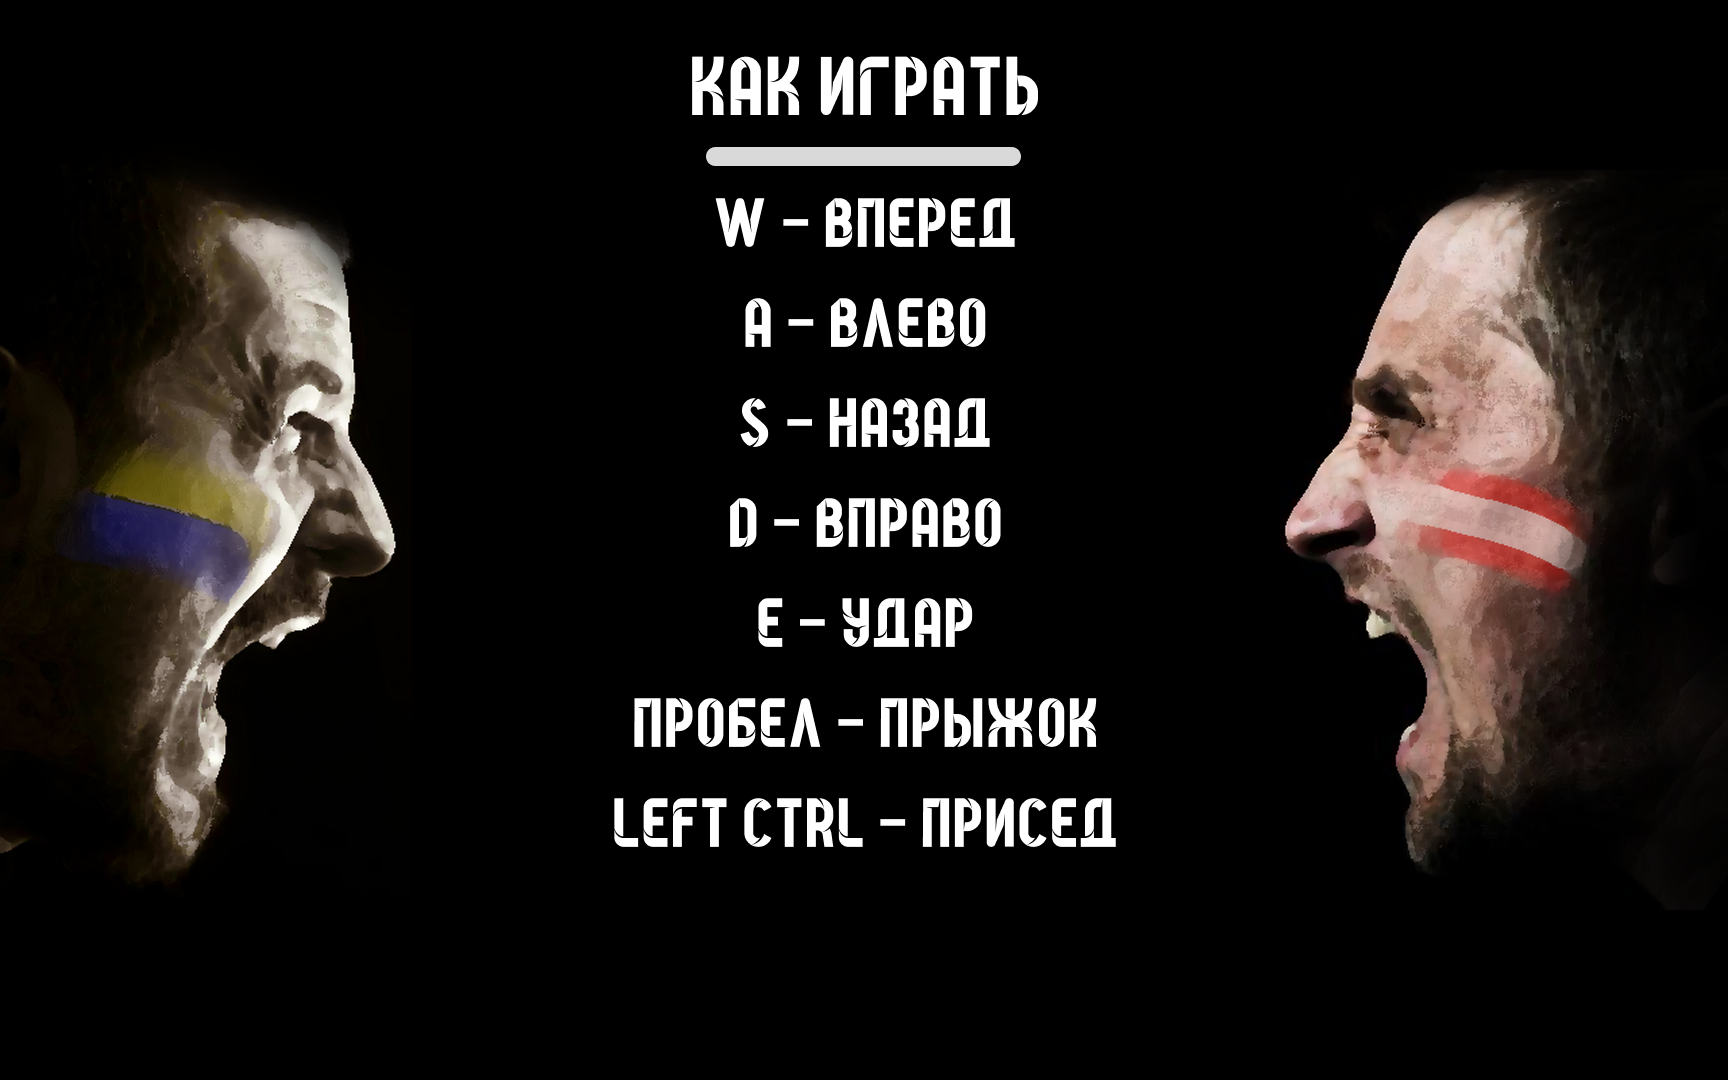 КАК ИГРАТЬ
W – ВПЕРЕД
A – ВЛЕВО
S – НАЗАД
D – ВПРАВО
E – УДАР
ПРОБЕЛ – ПРЫЖОК
LEFT CTRL – ПРИСЕД